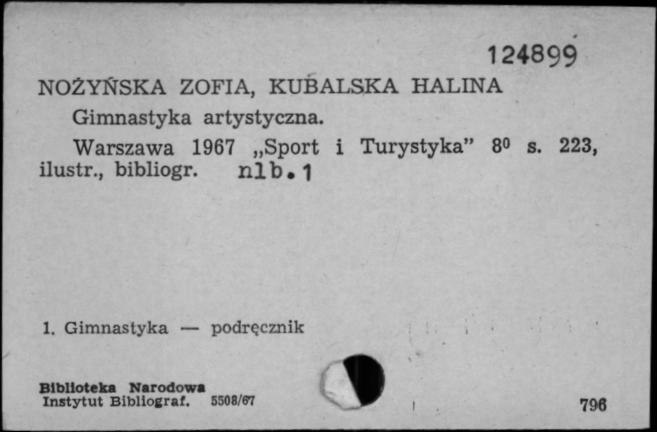 124899
NOŻYŃSKA ZOFIA, KUBALSKA HALINA
Gimnastyka artystyczna.
Warszawa 1967 „Sport i Turystyka” 8⁰ s. 223,
ilustr., bibliogr. nlb.1
1. Gimnastyka — podręcznik
Biblioteka Narodowa
Instytut Bibliograf. 5508/67
796